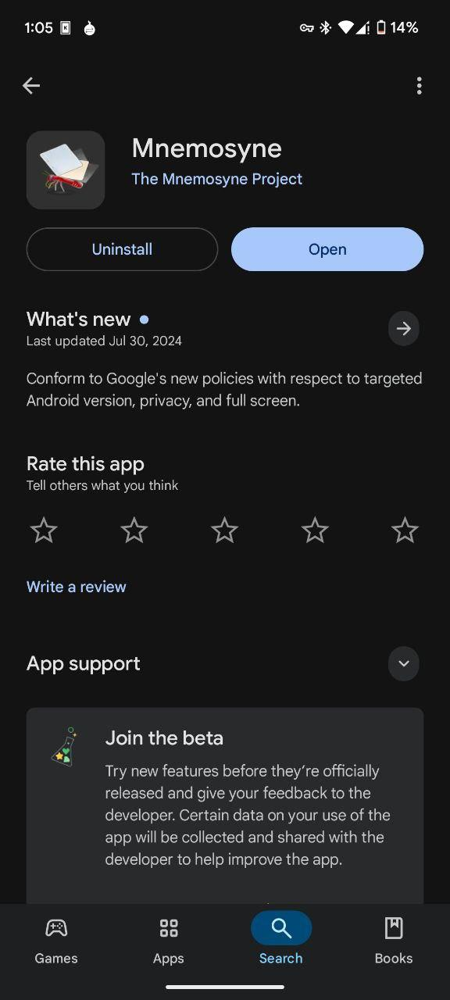 1:05
14%
Mnemosyne
The Mnemosyne Project
Uninstall
Open
What's new
Last updated Jul 30, 2024
Conform to Google's new policies with respect to targeted
Android version, privacy, and full screen.
Rate this app
Tell others what you think
Write a review
App support
Join the beta
Try new features before they’re officially
released and give your feedback to the
developer. Certain data on your use of the
app will be collected and shared with the
developer to help improve the app.
Games
Apps
Search
Books